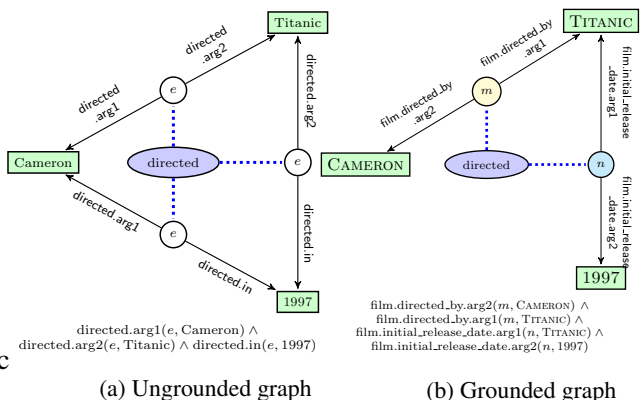 Titanic
directed
.arg2
e
directed
.arg1
directed.arg2
Cameron
directed
e
directed.arg1
e
directed.in
directed.in
1997
directed.arg1(e, Cameron) ∧
directed.arg2(e, Titanic) ∧ directed.in(e, 1997)
c
(a) Ungrounded graph
TITANIC
film.directed_by
.arg1
m
film.directed_by
.arg2
film.initial_release
_date.arg1
CAMERON
directed
n
film.initial_release
_date.arg2
1997
film.directed_by.arg2(m, CAMERON) ∧
film.directed_by.arg1(m, TITANIC) ∧
film.initial_release_date.arg1(n, TITANIC) ∧
film.initial_release_date.arg2(n, 1997)
(b) Grounded graph